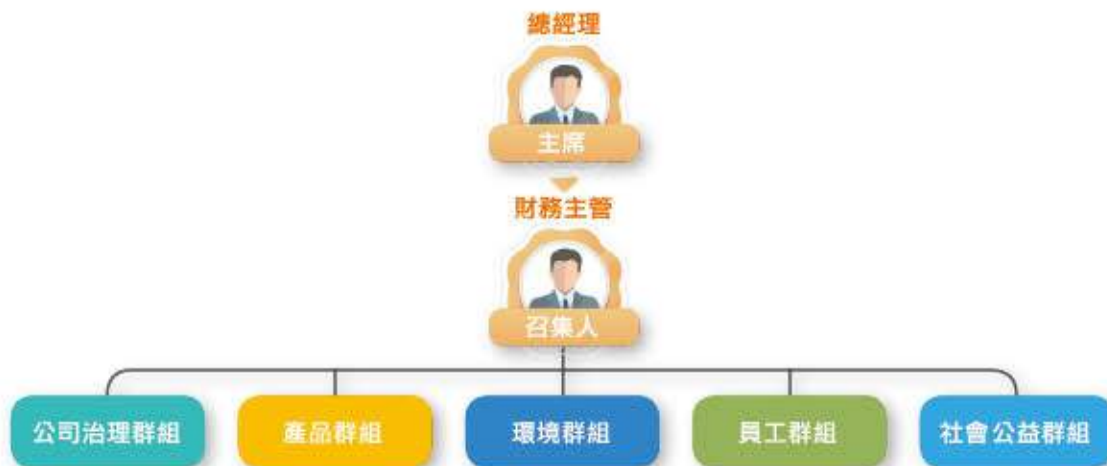 總經理
主席
財務主管
召集人
公司治理群組
產品群組
環境群組
員工群組
社會公益群組